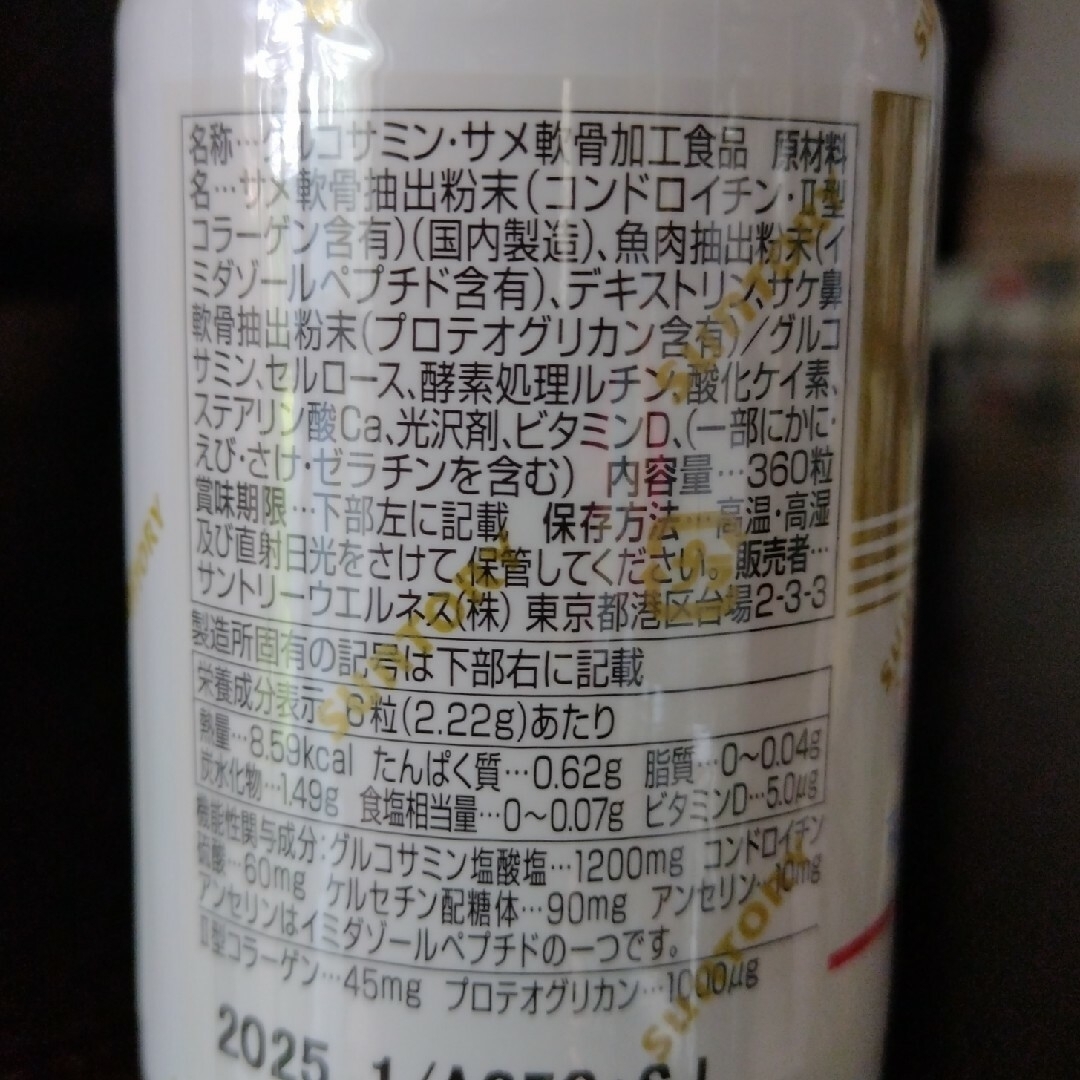 名称…グルコサミン・サメ軟骨加工食品 原材料
名…サメ軟骨抽出粉末(コンドロイチン・Ⅱ型
コラーゲン含有)(国内製造)、魚肉抽出粉末(イ
ミダゾールペプチド含有)、デキストリン、サケ鼻
軟骨抽出粉末(プロテオグリカン含有)/グルコ
サミン、セルロース、酵素処理ルチン、酸化ケイ素、
ステアリン酸Ca、光沢剤、ビタミンD、(一部にかに・
えび・さけ・ゼラチンを含む) 内容量…360粒
賞味期限…下部左に記載 保存方法…高温・高湿
及び直射日光をさけて、保管してください。 販売者…
サントリーウエルネス(株) 東京都港区台場2-3-3
製造所固有の記号は下部右に記載
栄養成分表示 6粒(2.22g)あたり
熱量…8.59kcal たんぱく質…0.62g 脂質…0〜0.04g
炭水化物…1.49g 食塩相当量…0〜0.07g ビタミンD…5.0μg
機能性関与成分:グルコサミン塩酸塩…1200mg コンドロイチン
硫酸…60mg ケルセチン配糖体…90mg アンセリン…10mg
アンセリンはイミダゾールペプチドの一つです。
Ⅱ型コラーゲン…45mg プロテオグリカン…1000μg
2025. 1/
SUNTORY
SUNTORY
SUNTORY
SUNTORY